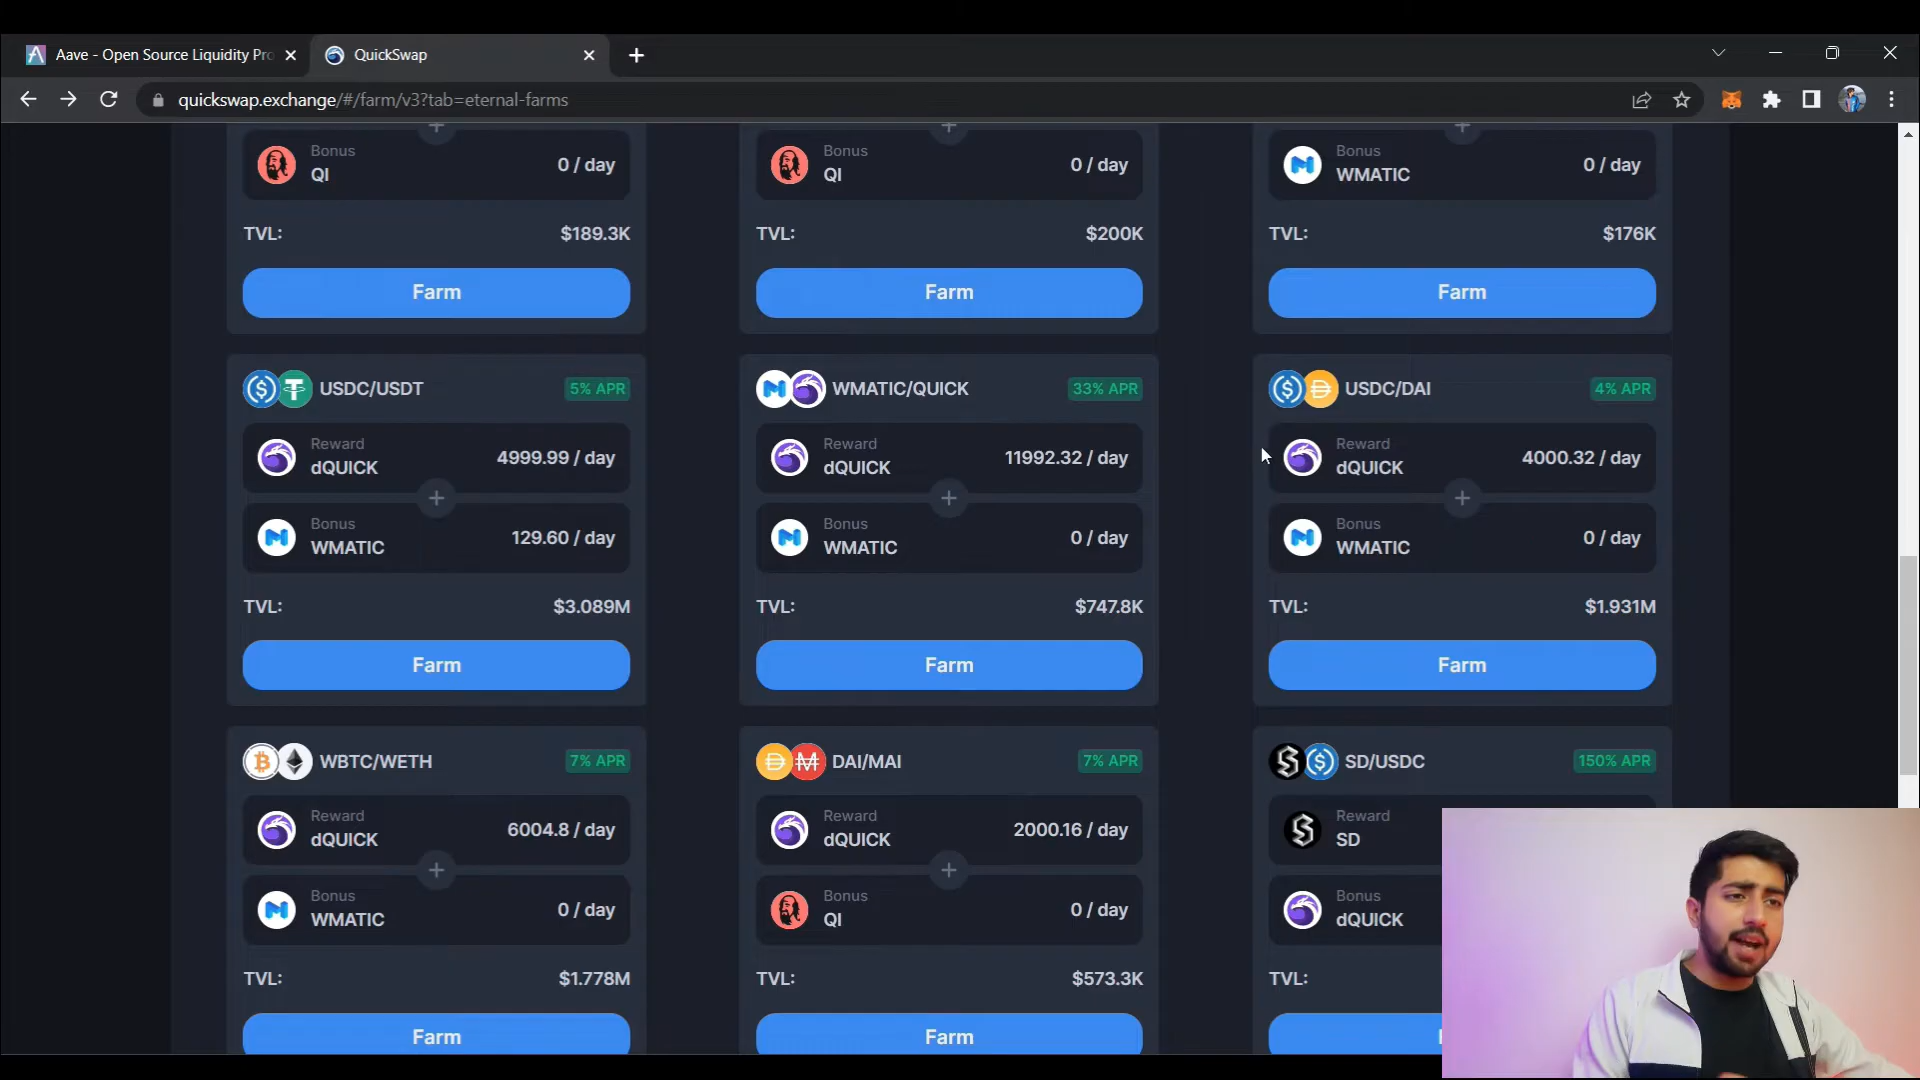 Aave - Open Source Liquidity Pro
QuickSwap
quickswap.exchange/#/farm/v3?tab=eternal-farms
Bonus
QI
0 / day
TVL:
$189.3K
Farm
Bonus
QI
0 / day
TVL:
$200K
Farm
Bonus
WMATIC
0 / day
TVL:
$176K
Farm
USDC/USDT
5% APR
Reward
dQUICK
4999.99 / day
Bonus
WMATIC
129.60 / day
TVL:
$3.089M
Farm
WMATIC/QUICK
33% APR
Reward
dQUICK
11992.32 / day
Bonus
WMATIC
0 / day
TVL:
$747.8K
Farm
USDC/DAI
4% APR
Reward
dQUICK
4000.32 / day
Bonus
WMATIC
0 / day
TVL:
$1.931M
Farm
WBTC/WETH
7% APR
Reward
dQUICK
6004.8 / day
Bonus
WMATIC
0 / day
TVL:
$1.778M
Farm
DAI/MAI
7% APR
Reward
dQUICK
2000.16 / day
Bonus
QI
0 / day
TVL:
$573.3K
Farm
SD/USDC
150% APR
Reward
SD
Bonus
dQUICK
TVL: